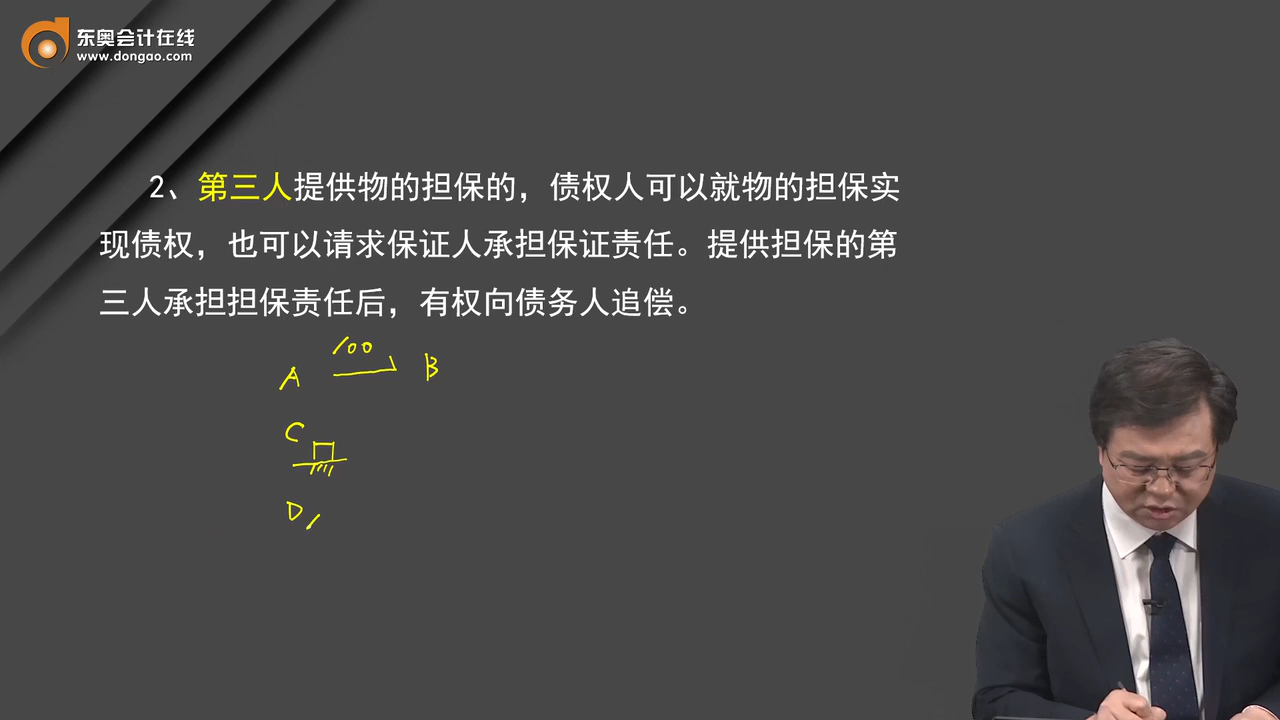 东奥会计在线
www.dongao.com
2、第三人提供物的担保的，债权人可以就物的担保实
现债权，也可以请求保证人承担保证责任。提供担保的第
三人承担担保责任后，有权向债务人追偿。
100
A B
C
D